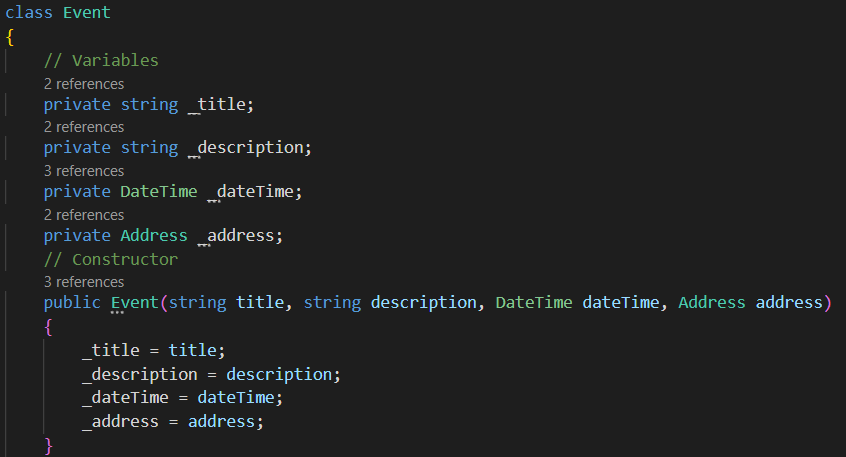 class Event
{
// Variables
2 references
private string _title;
2 references
private string _description;
3 references
private DateTime _dateTime;
2 references
private Address _address;
// Constructor
3 references
public Event(string title, string description, DateTime dateTime, Address address)
{
_title = title;
_description = description;
_dateTime = dateTime;
_address = address;
}